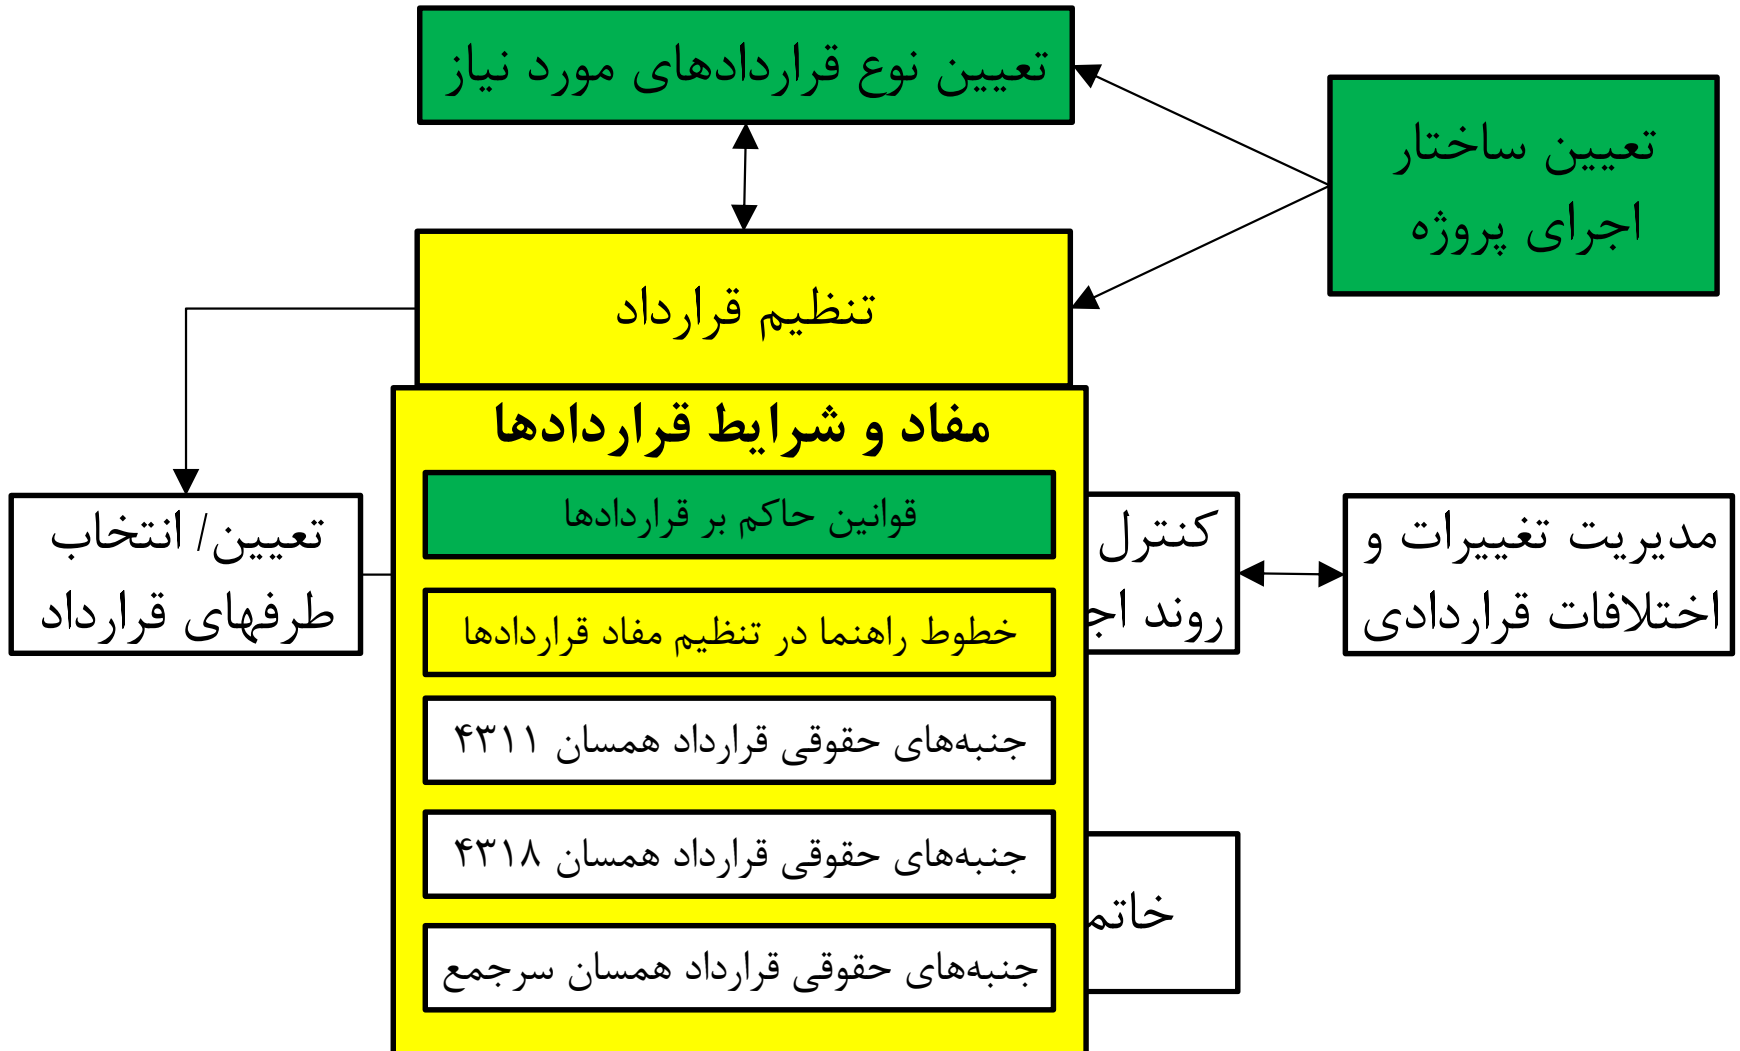 تعیین نوع قراردادهای مورد نیاز
تعیین ساختار
اجرای پروژه
تنظیم قرارداد
مفاد و شرایط قراردادها
قوانین حاکم بر قراردادها
خطوط راهنما در تنظیم مفاد قراردادها
جنبه‌های حقوقی قرارداد همسان ۴۳۱۱
جنبه‌های حقوقی قرارداد همسان ۴۳۱۸
جنبه‌های حقوقی قرارداد همسان سرجمع
مدیریت تغییرات و
اختلافات قراردادی
کنترل
روند
تعیین/ انتخاب
طرفهای قرارداد